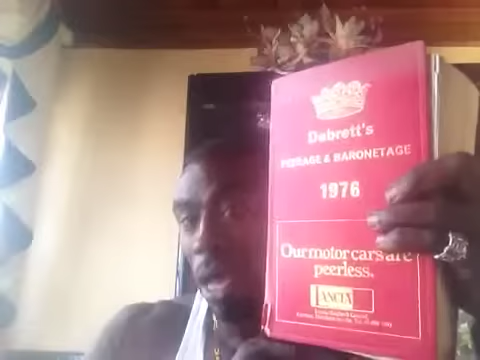 Debrett's
PEERAGE & BARONETAGE
1976
Our motor cars are
peerless.
LANCIA